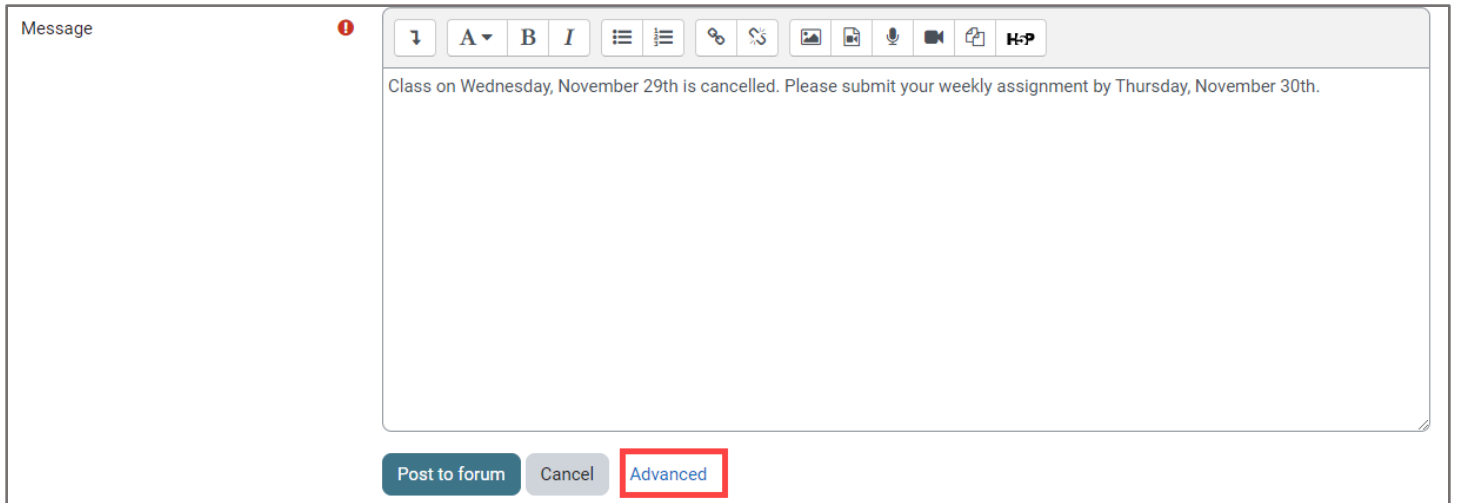 Message
A B I H5P
Class on Wednesday, November 29th is cancelled. Please submit your weekly assignment by Thursday, November 30th.
Post to forum Cancel Advanced